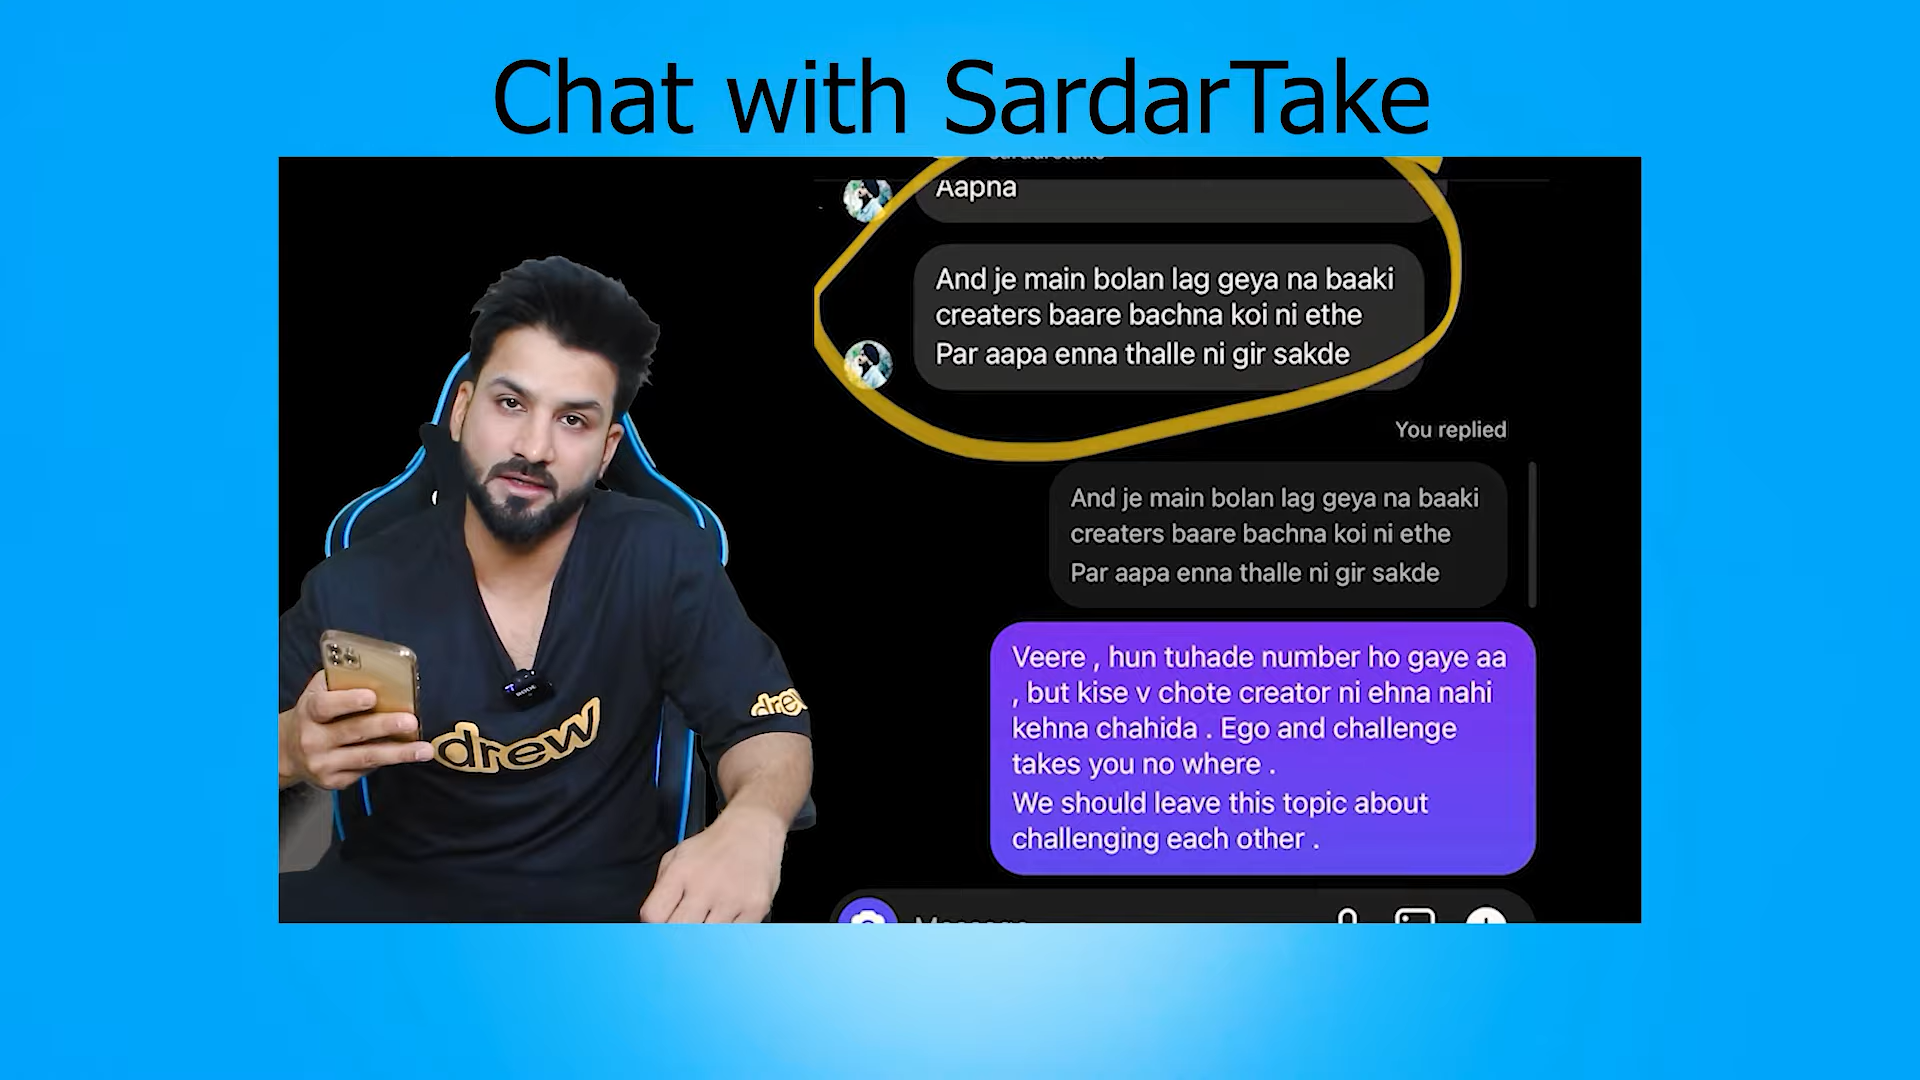 Chat with SardarTake
Aapna
And je main bolan lag geya na baaki
creaters baare bachna koi ni ethe
Par aapa enna thalle ni gir sakde
You replied
And je main bolan lag geya na baaki
creaters baare bachna koi ni ethe
Par aapa enna thalle ni gir sakde
Veere , hun tuhade number ho gaye aa
, but kise v chote creator ni ehna nahi
kehna chahida . Ego and challenge
takes you no where .
We should leave this topic about
challenging each other .
drew